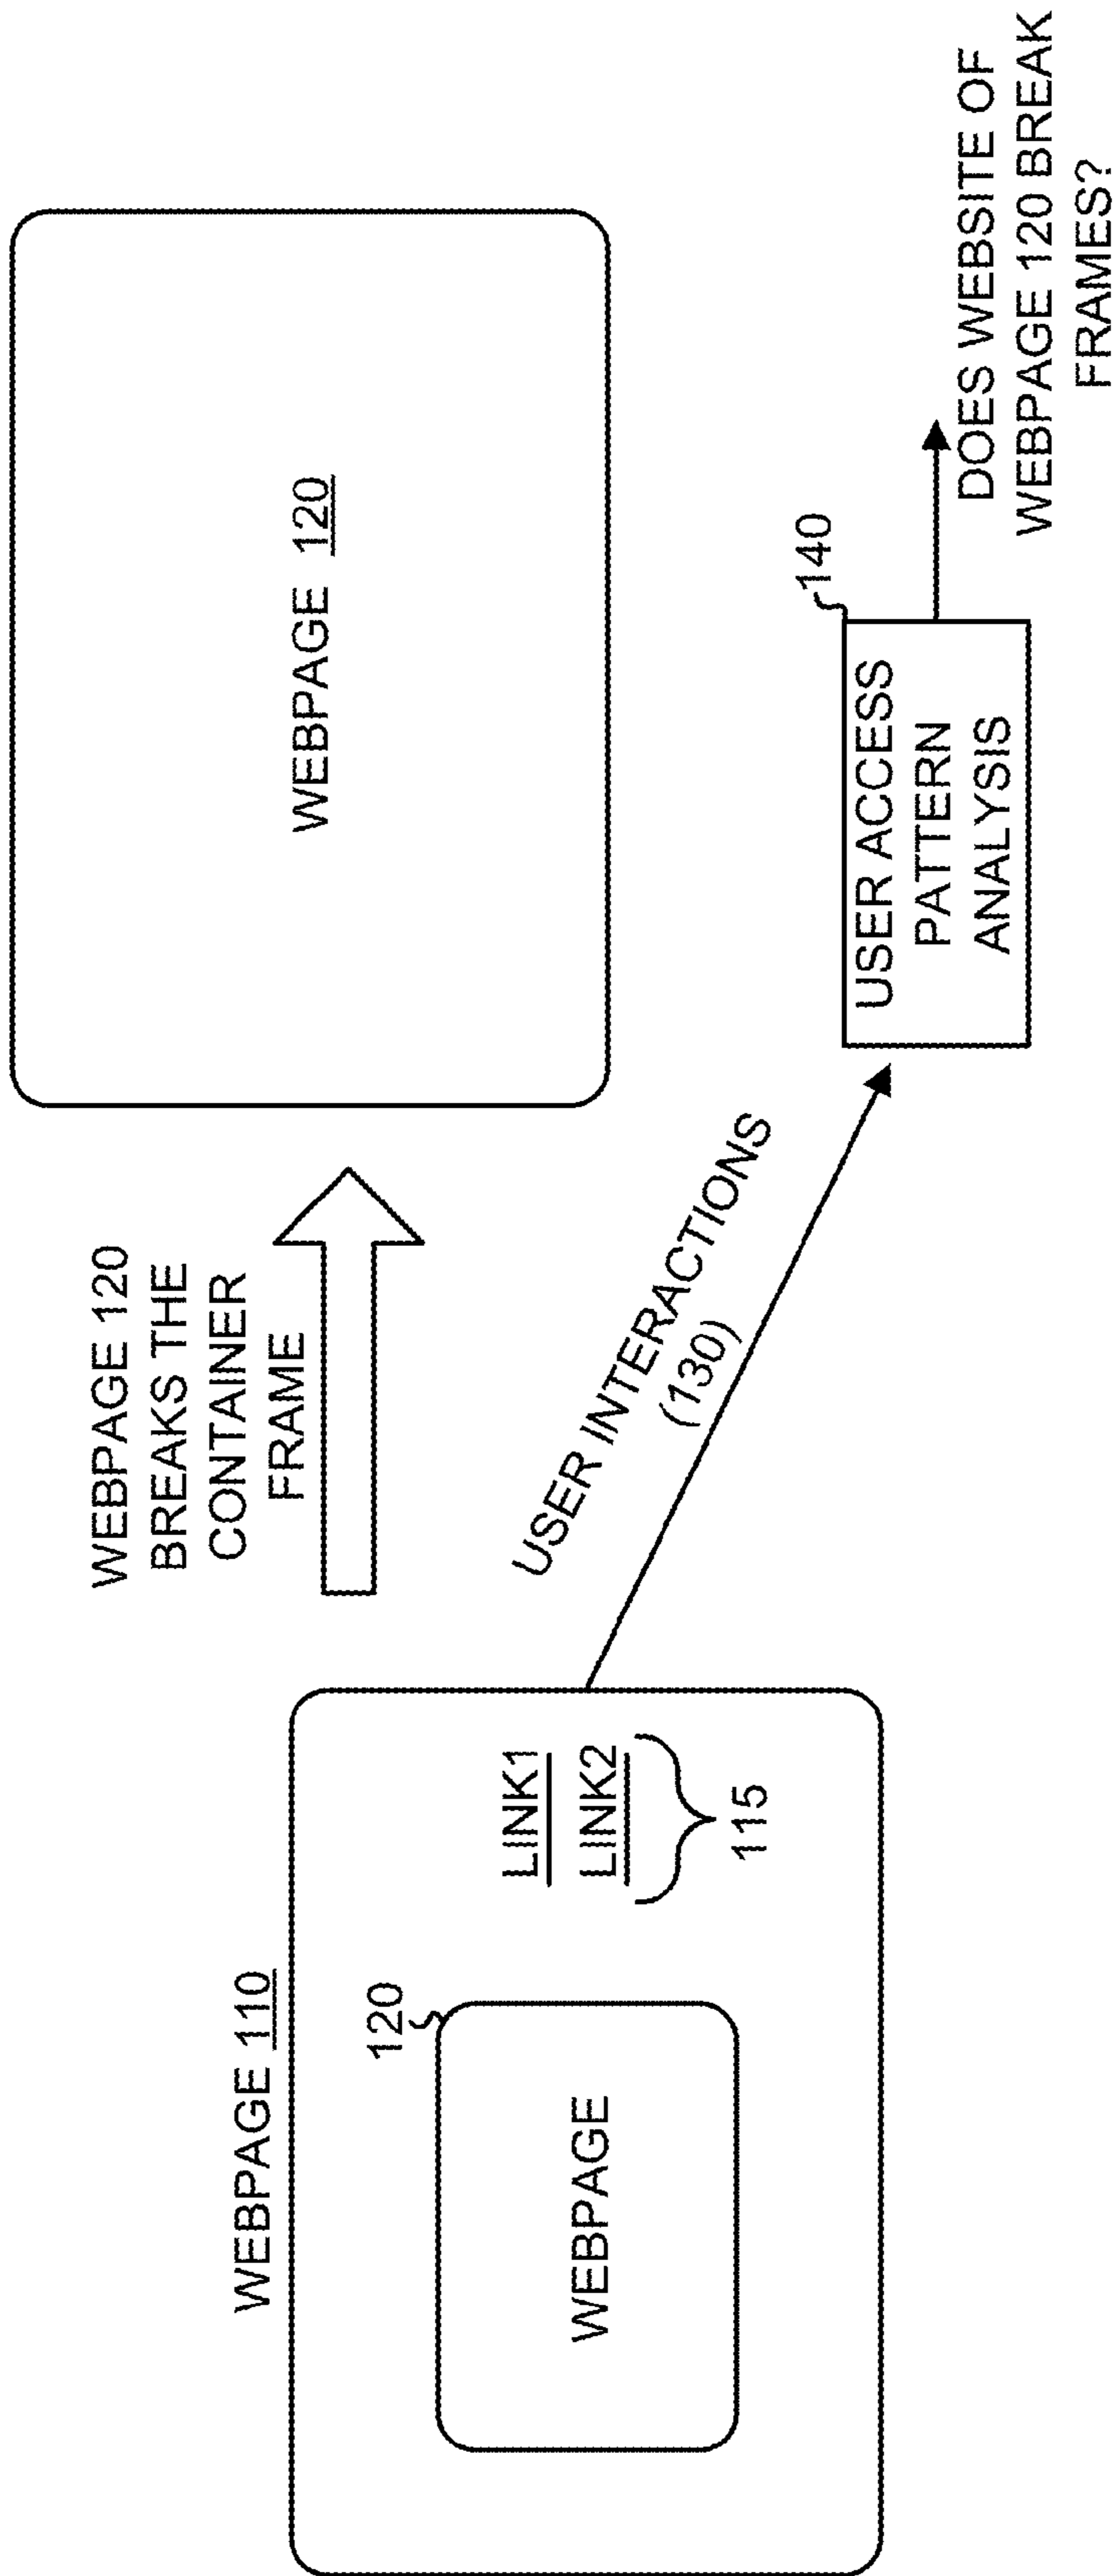 WEBPAGE 110
WEBPAGE
120
LINK1
LINK2
115
WEBPAGE 120
BREAKS THE
CONTAINER
FRAME
WEBPAGE 120
USER INTERACTIONS
(130)
USER ACCESS
PATTERN
ANALYSIS
140
DOES WEBSITE OF
WEBPAGE 120 BREAK
FRAMES?